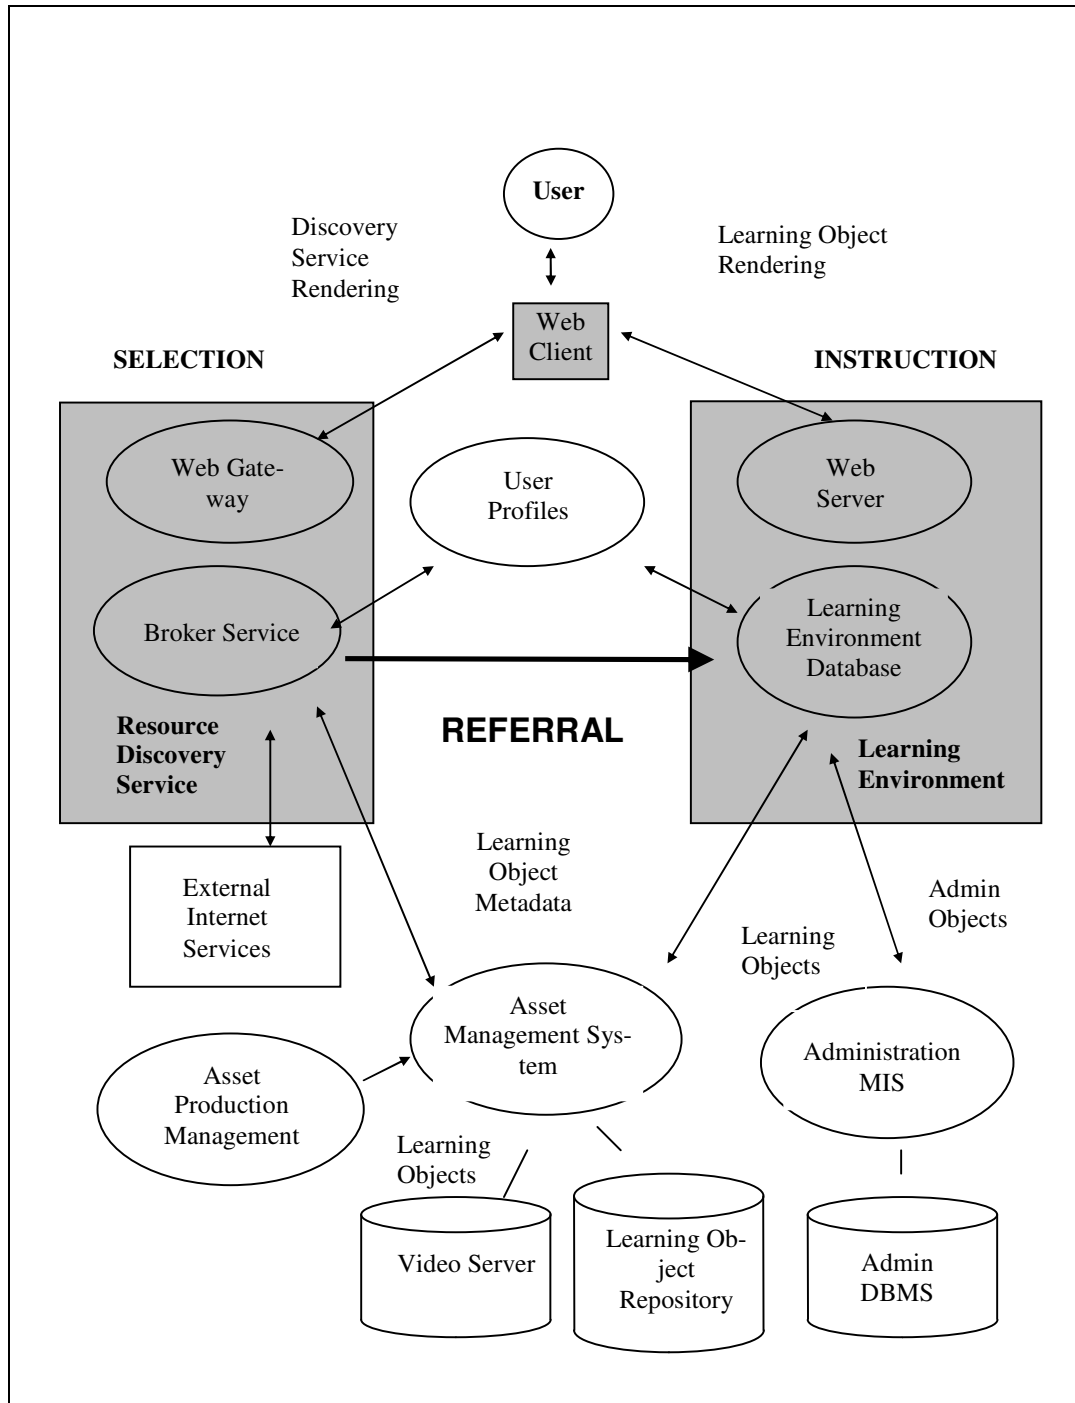 User
Discovery
Service
Rendering
Learning Object
Rendering
Web
Client
SELECTION
INSTRUCTION
Web Gate-
way
User
Profiles
Web
Server
Broker Service
Learning
Environment
Database
Resource
Discovery
Service
REFERRAL
Learning
Environment
Learning
Object
Metadata
External
Internet
Services
Admin
Objects
Learning
Objects
Asset
Management Sys-
tem
Administration
MIS
Asset
Production
Management
Learning
Objects
Video Server
Learning Ob-
ject
Repository
Admin
DBMS